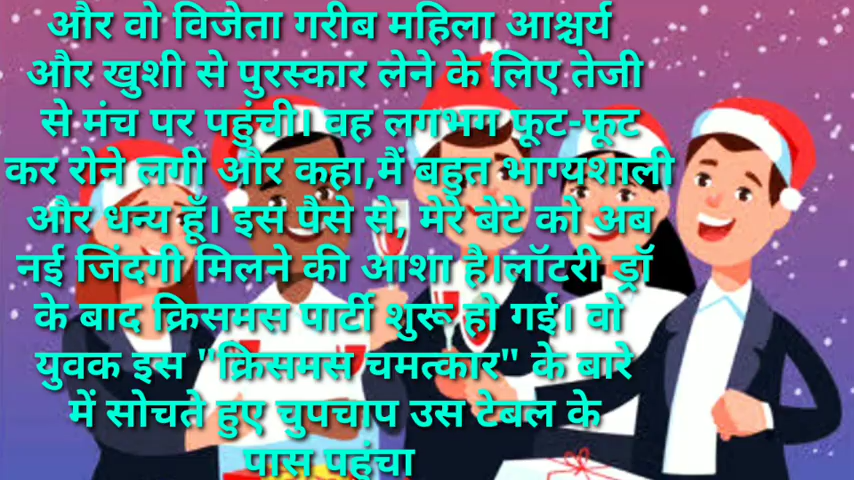 और वो विजेता गरीब महिला आश्चर्य
और खुशी से पुरस्कार लेने के लिए तेजी
से मंच पर पहुंची। वह लगभग फूट-फूट
कर रोने लगी और कहा,मैं बहुत भाग्यशाली
और धन्य हूँ। इस पैसे से, मेरे बेटे को अब
नई जिंदगी मिलने की आशा है।लॉटरी ड्रॉ
के बाद क्रिसमस पार्टी शुरू हो गई। वो
युवक इस "क्रिसमस चमत्कार" के बारे
में सोचते हुए चुपचाप उस टेबल के
पास पहुंचा